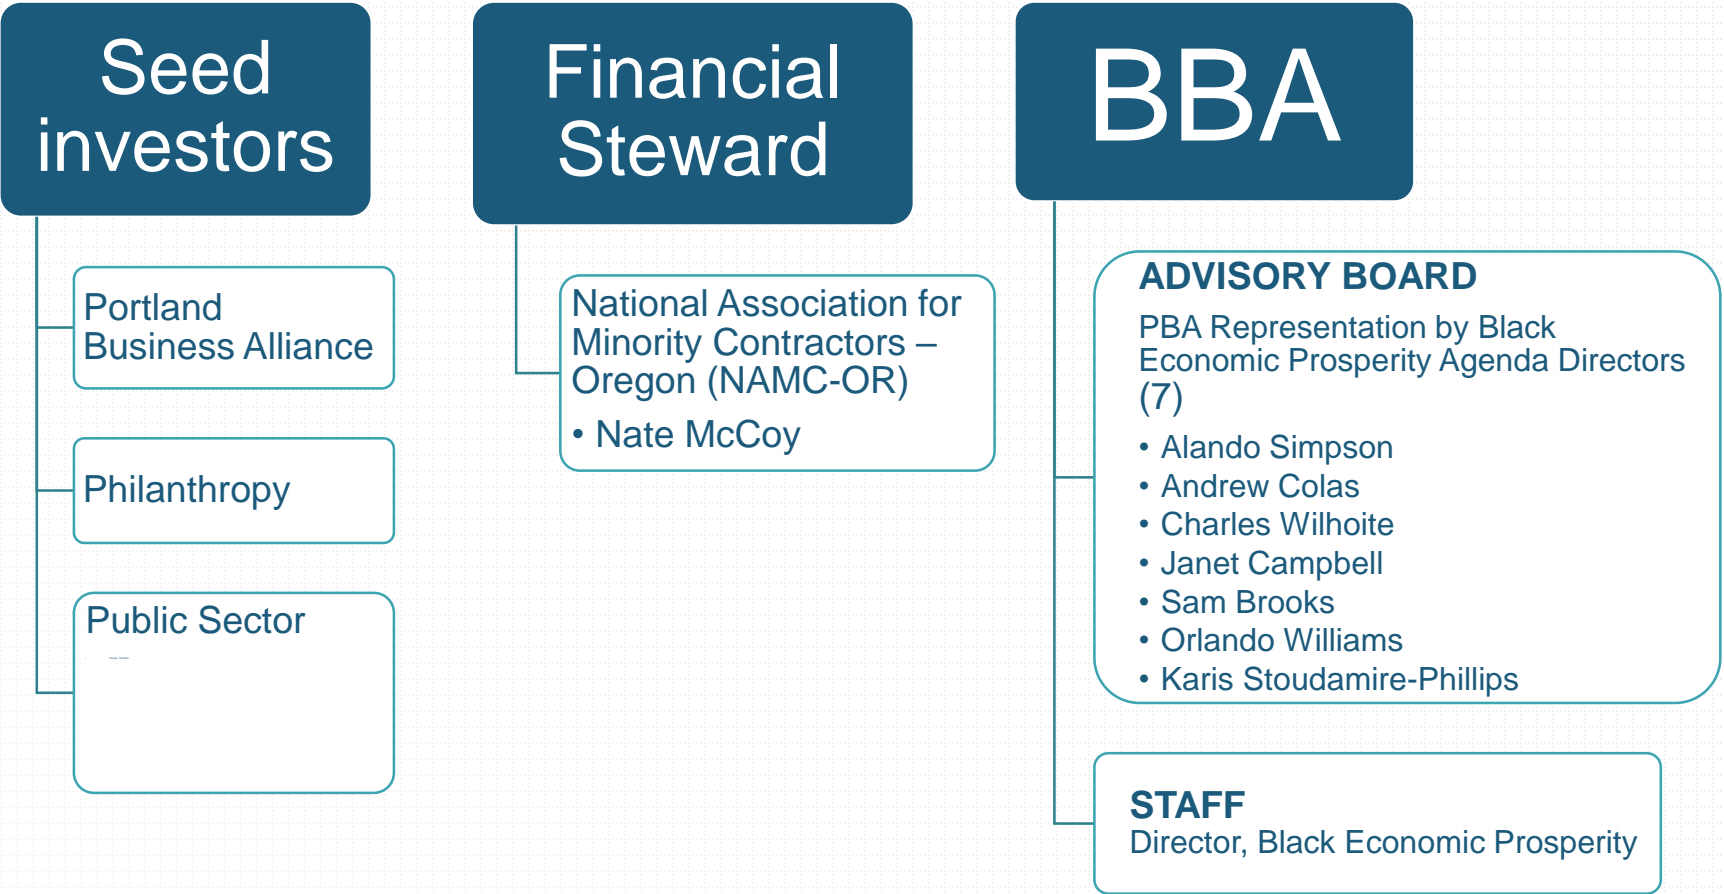 Seed
investors
Portland
Business Alliance
Philanthropy
Public Sector
Financial
Steward
National Association for
Minority Contractors –
Oregon (NAMC-OR)
• Nate McCoy
BBA
ADVISORY BOARD
PBA Representation by Black
Economic Prosperity Agenda Directors
(7)
• Alando Simpson
• Andrew Colas
• Charles Wilhoite
• Janet Campbell
• Sam Brooks
• Orlando Williams
• Karis Stoudamire-Phillips
STAFF
Director, Black Economic Prosperity